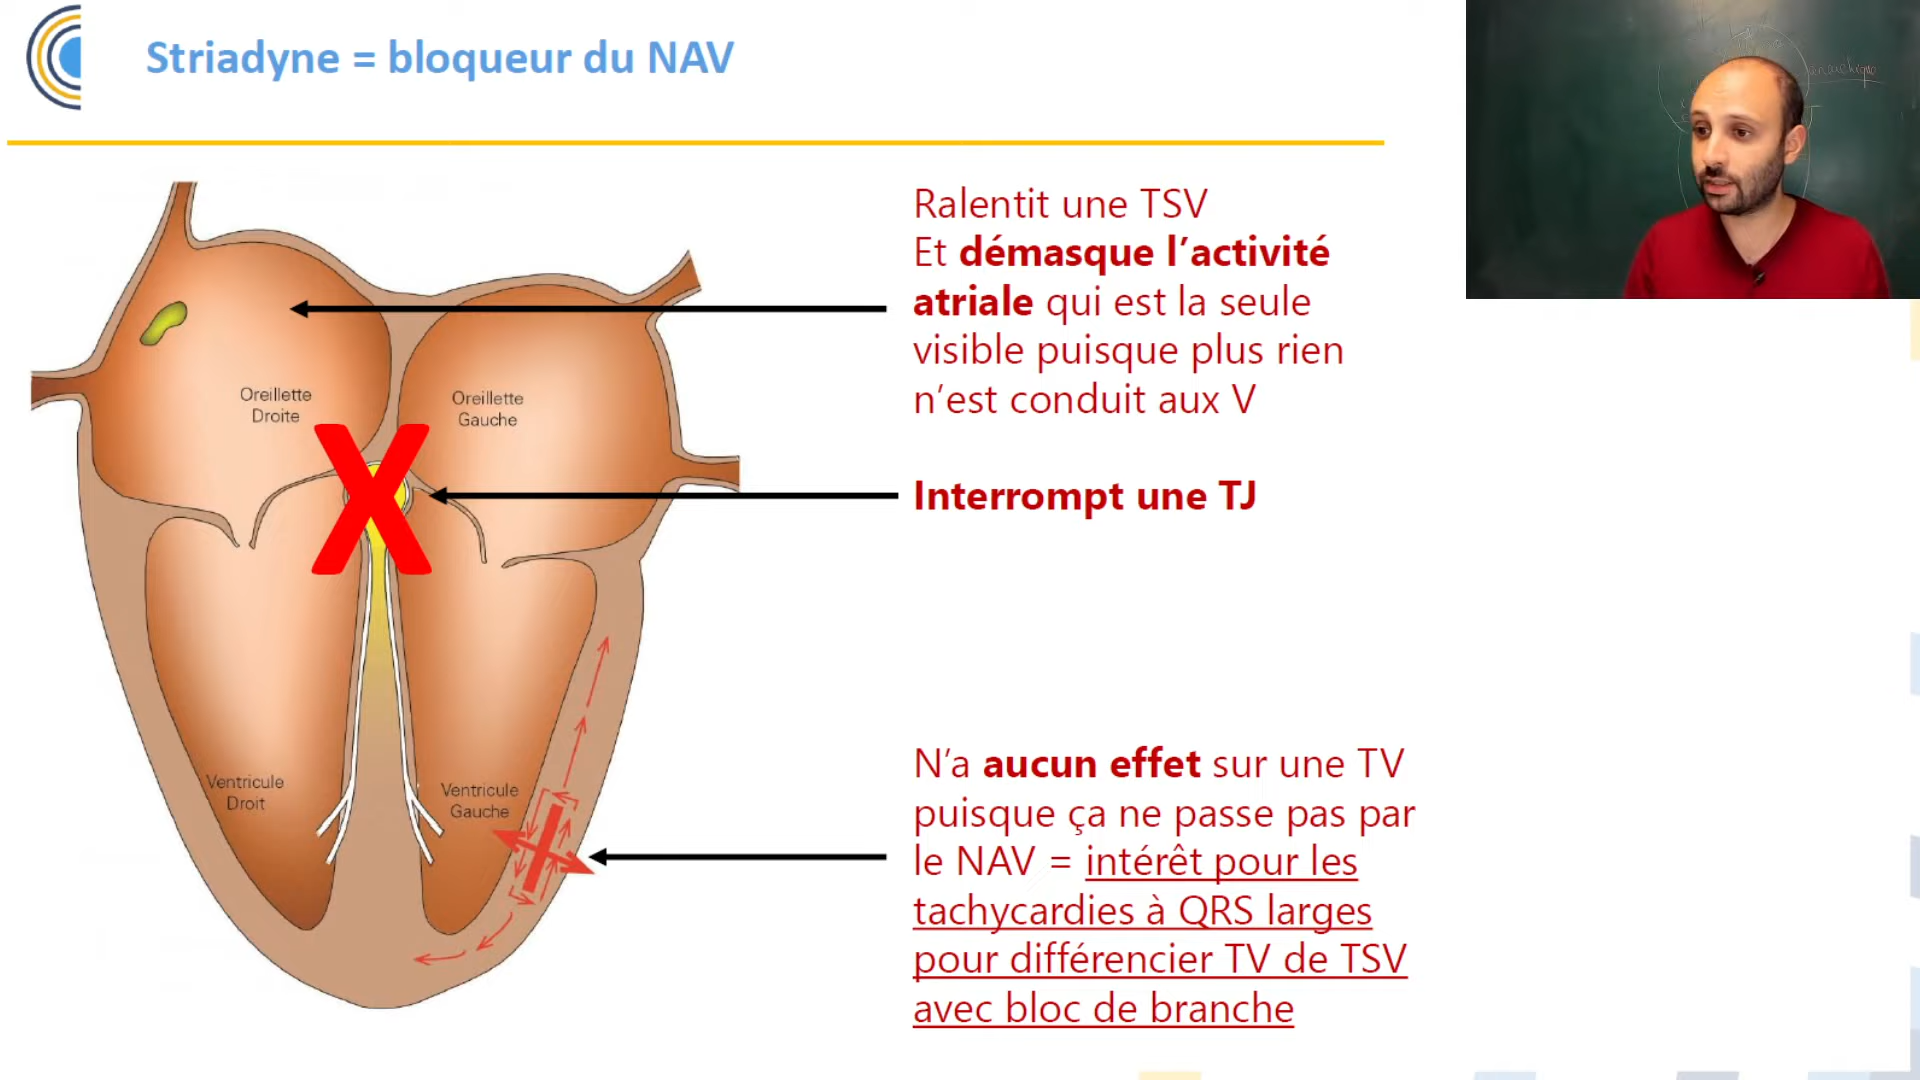 Striadyne = bloqueur du NAV
Ralentit une TSV
Et démasque l'activité
atriale qui est la seule
visible puisque plus rien
n'est conduit aux V
Oreillette
Droite
Oreillette
Gauche
Interrompt une TJ
Ventricule
Droit
Ventricule
Gauche
N'a aucun effet sur une TV
puisque ça ne passe pas par
le NAV = intérêt pour les
tachycardies à QRS larges
pour différencier TV de TSV
avec bloc de branche